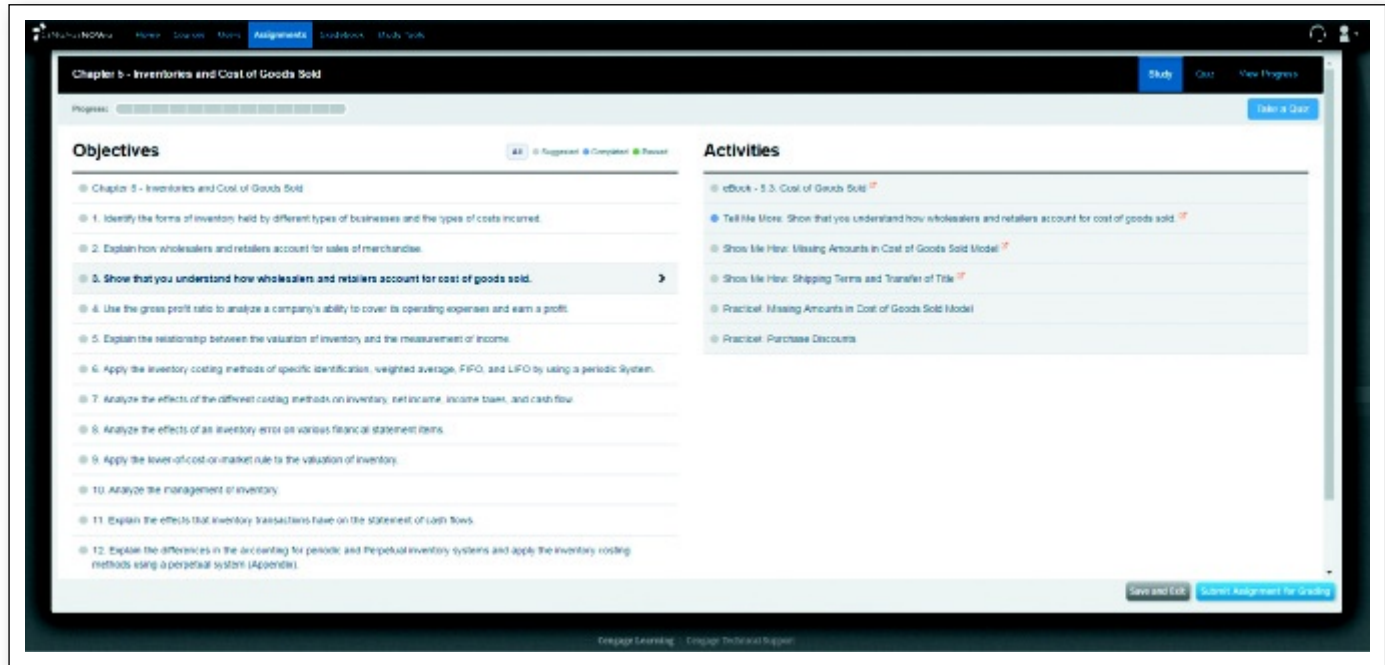 Home
Assignments
Study Tools
Chapter 5 - Inventories and Cost of Goods Sold
Study Quiz View Progress
Progress:
Take a Quiz
Objectives
All Suggested Completed Passed
Chapter 5 - Inventories and Cost of Goods Sold
1. Identify the forms of inventory held by different types of businesses and the types of costs incurred.
2. Explain how wholesalers and retailers account for sales of merchandise.
3. Show that you understand how wholesalers and retailers account for cost of goods sold.
4. Use the gross profit ratio to analyze a company's ability to cover its operating expenses and earn a profit.
5. Explain the relationship between the valuation of inventory and the measurement of income.
6. Apply the inventory costing methods of specific identification, weighted average, FIFO, and LIFO by using a periodic System.
7. Analyze the effects of the different costing methods on inventory, net income, income taxes, and cash flow.
8. Analyze the effects of an inventory error on various financial statement items.
9. Apply the lower-of-cost-or-market rule to the valuation of inventory.
10. Analyze the management of inventory.
11. Explain the effects that inventory transactions have on the statement of cash flows.
12. Explain the differences in the accounting for periodic and Perpetual inventory systems and apply the inventory costing
methods using a perpetual system (Appendix).
Activities
eBook - 5.3. Cost of Goods Sold
Tell Me More: Show that you understand how wholesalers and retailers account for cost of goods sold.
Show Me How: Missing Amounts in Cost of Goods Sold Model
Show Me How: Shipping Terms and Transfer of Title
Practice!: Missing Amounts in Cost of Goods Sold Model
Practice!: Purchase Discounts
Save and Exit Submit Assignment for Grading
Cengage Learning | Cengage Technical Support